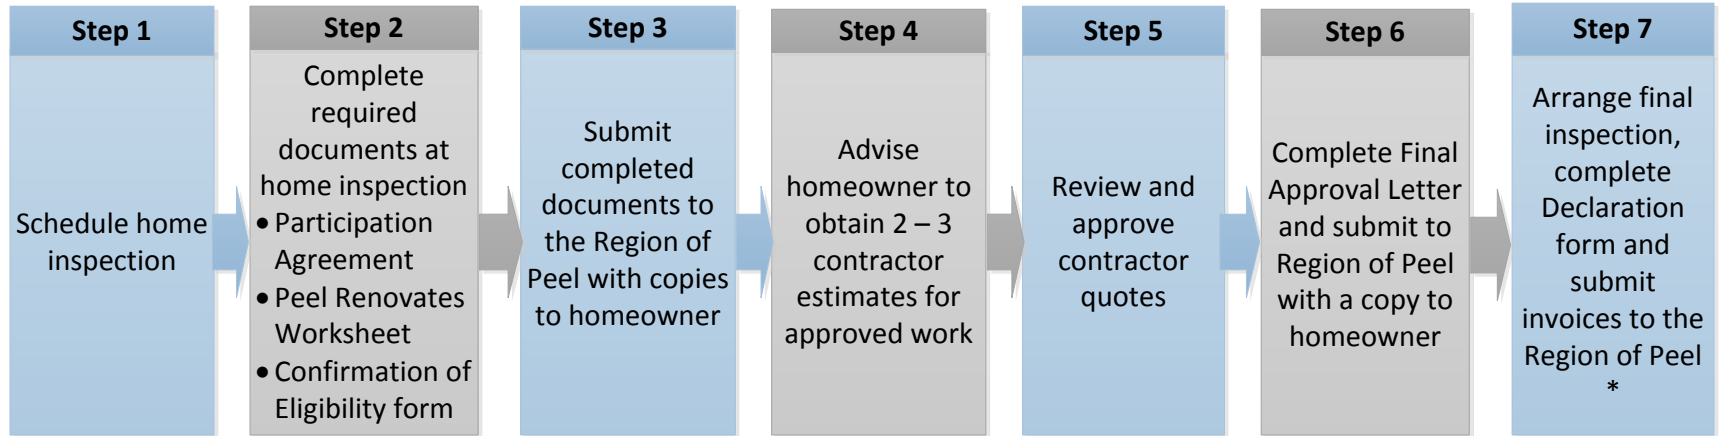 Step 1
Schedule home
inspection
Step 2
Complete
required
documents at
home inspection
• Participation
Agreement
• Peel Renovates
Worksheet
• Confirmation of
Eligibility form
Step 3
Submit
completed
documents to
the Region of
Peel with copies
to homeowner
Step 4
Advise
homeowner to
obtain 2 – 3
contractor
estimates for
approved work
Step 5
Review and
approve
contractor
quotes
Step 6
Complete Final
Approval Letter
and submit to
Region of Peel
with a copy to
homeowner
Step 7
Arrange final
inspection,
complete
Declaration
form and
submit
invoices to the
Region of Peel
*